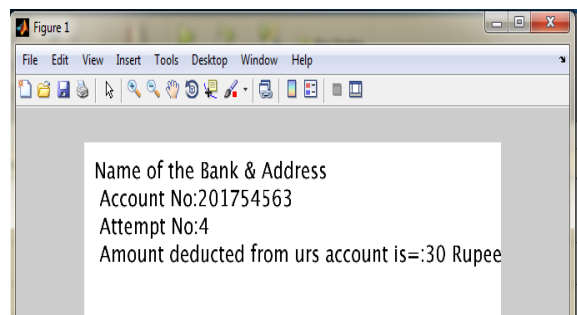 Figure 1
File Edit View Insert Tools Desktop Window Help
Name of the Bank & Address
Account No:201754563
Attempt No:4
Amount deducted from urs account is=:30 Rupee